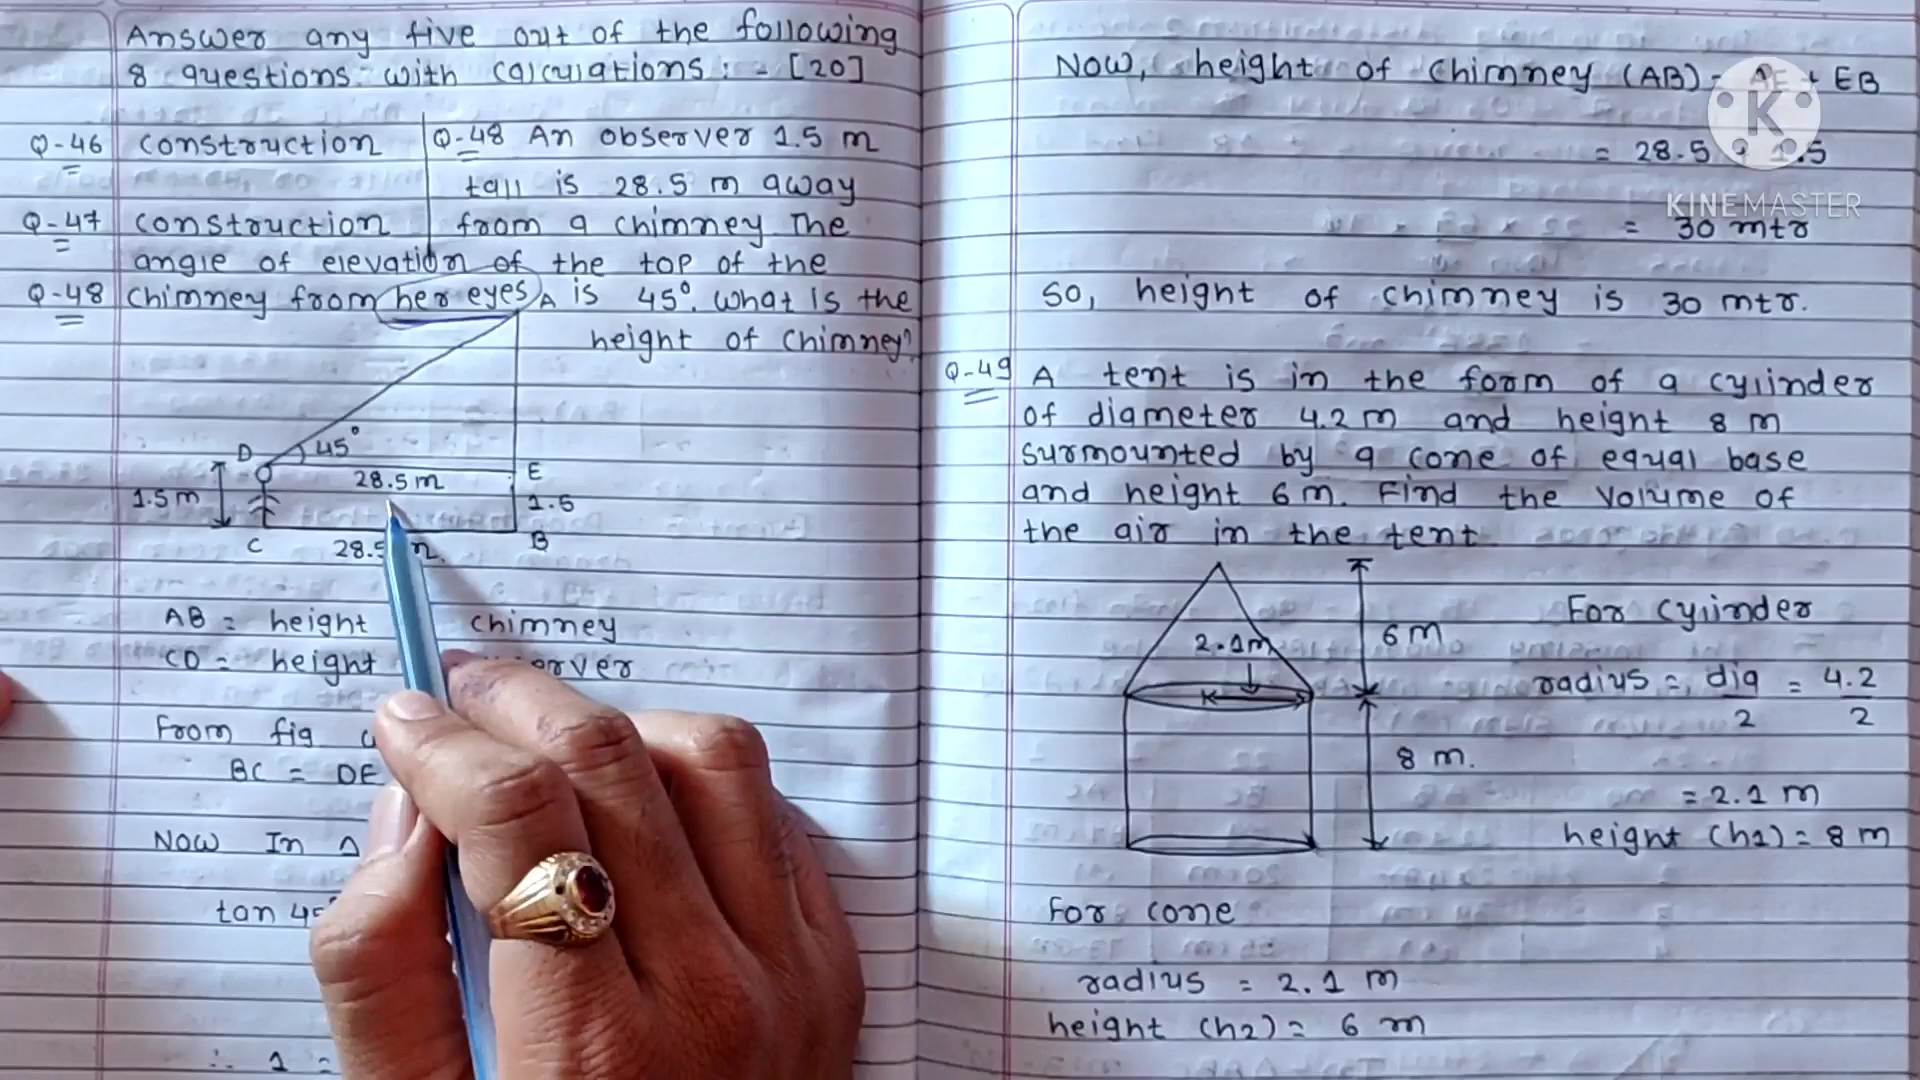 Answer any five out of the following
8 questions with calculations: - [20]
Q-46 construction
Q-48 An observer 1.5 m
tall is 28.5 m away
Q-47 construction
from a chimney The
angle of elevation of the top of the
Q-48 chimney from her eyes is 45° What is the
height of chimney?
A
D
45°
28.5 m
E
1.5 m
1.5
C
B
AB = height chimney
CD = height
From fig
BC = DE
Now In Δ
tan
∴ 1 =
Now, height of chimney (AB) = + EB
= 28.5
= 30 mtr
So, height of chimney is 30 mtr.
Q-49 A tent is in the form of a cylinder
of diameter 4.2 m and height 8 m
surmounted by a cone of equal base
and height 6 m. Find the volume of
the air in the tent
6 m
2.1m
8 m.
For cylinder
radius = dia/2 = 4.2/2
= 2.1 m
height (h1) = 8 m
For cone
radius = 2.1 m
height (h2) = 6 m
K
KINEMASTER